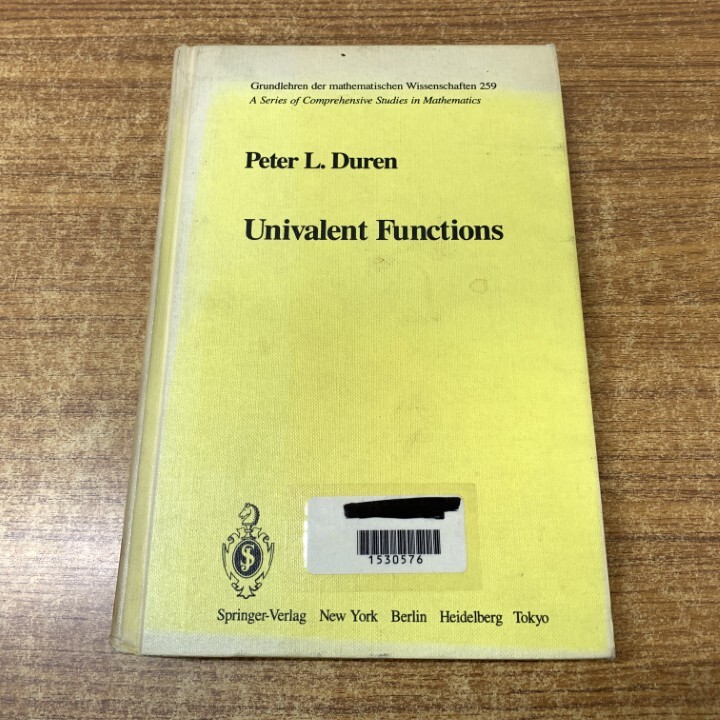 Grundlehren der mathematischen Wissenschaften 259
A Series of Comprehensive Studies in Mathematics
Peter L. Duren
Univalent Functions
1530576
Springer-Verlag New York Berlin Heidelberg Tokyo